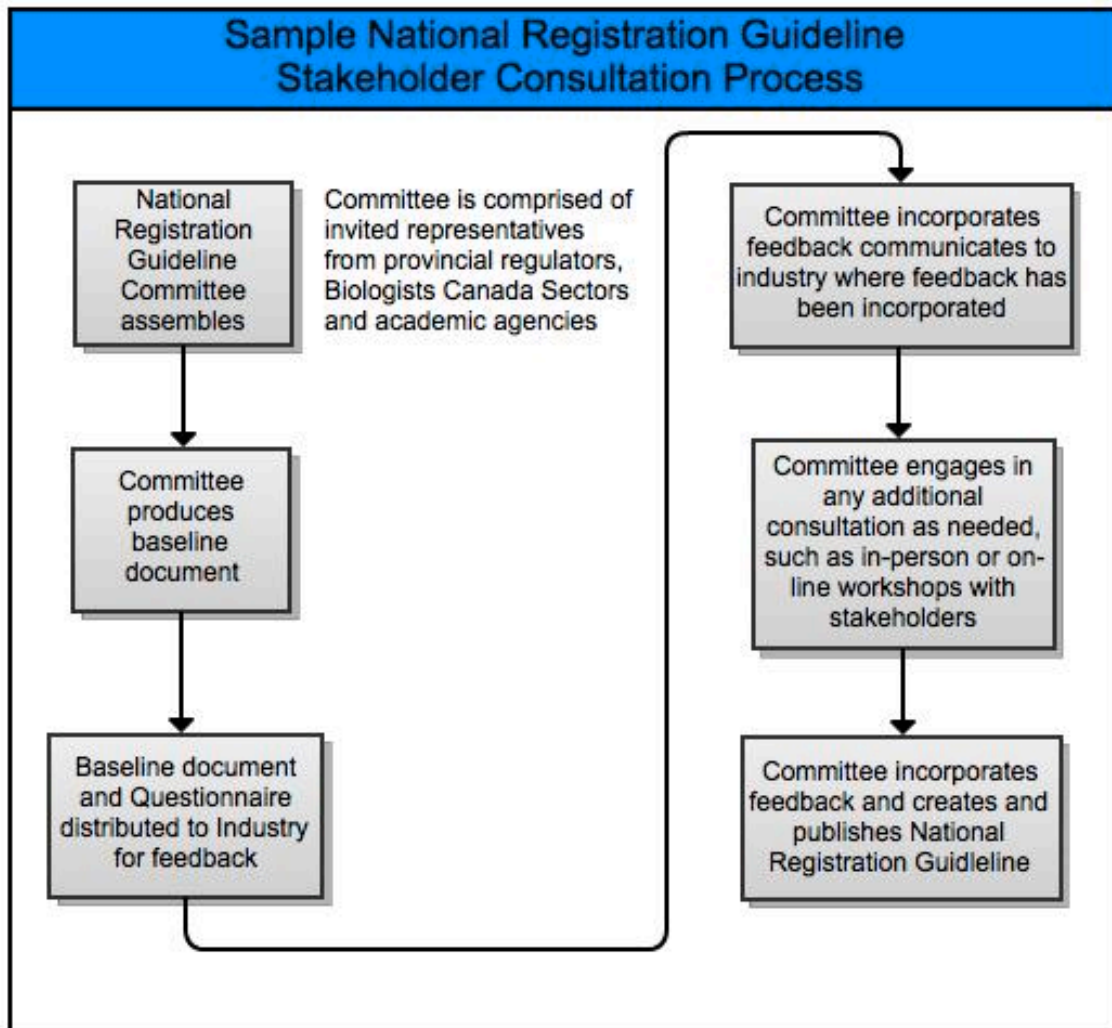 Sample National Registration Guideline
Stakeholder Consultation Process
National
Registration
Guideline
Committee
assembles
Committee is comprised of
invited representatives
from provincial regulators,
Biologists Canada Sectors
and academic agencies
Committee
produces
baseline
document
Baseline document
and Questionnaire
distributed to Industry
for feedback
Committee incorporates
feedback communicates to
industry where feedback has
been incorporated
Committee engages in
any additional
consultation as needed,
such as in-person or on-
line workshops with
stakeholders
Committee incorporates
feedback and creates and
publishes National
Registration Guidleline